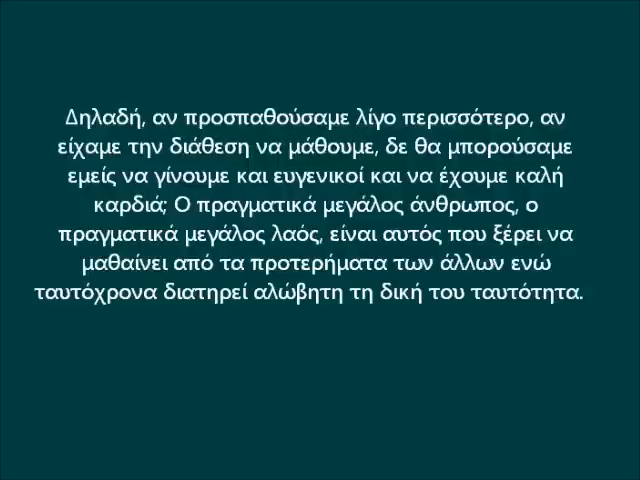 Δηλαδή, αν προσπαθούσαμε λίγο περισσότερο, αν
είχαμε την διάθεση να μάθουμε, δε θα μπορούσαμε
εμείς να γίνουμε και ευγενικοί και να έχουμε καλή
καρδιά; Ο πραγματικά μεγάλος άνθρωπος, ο
πραγματικά μεγάλος λαός, είναι αυτός που ξέρει να
μαθαίνει από τα προτερήματα των άλλων ενώ
ταυτόχρονα διατηρεί αλώβητη τη δική του ταυτότητα.